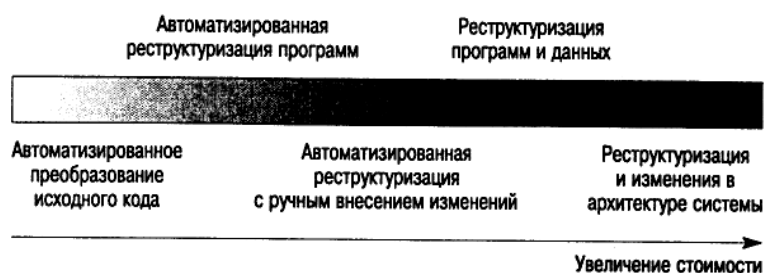 Автоматизированная
реструктуризация программ
Реструктуризация
программ и данных
Автоматизированное
преобразование
исходного кода
Автоматизированная
реструктуризация
с ручным внесением изменений
Реструктуризация
и изменения в
архитектуре системы
Увеличение стоимости